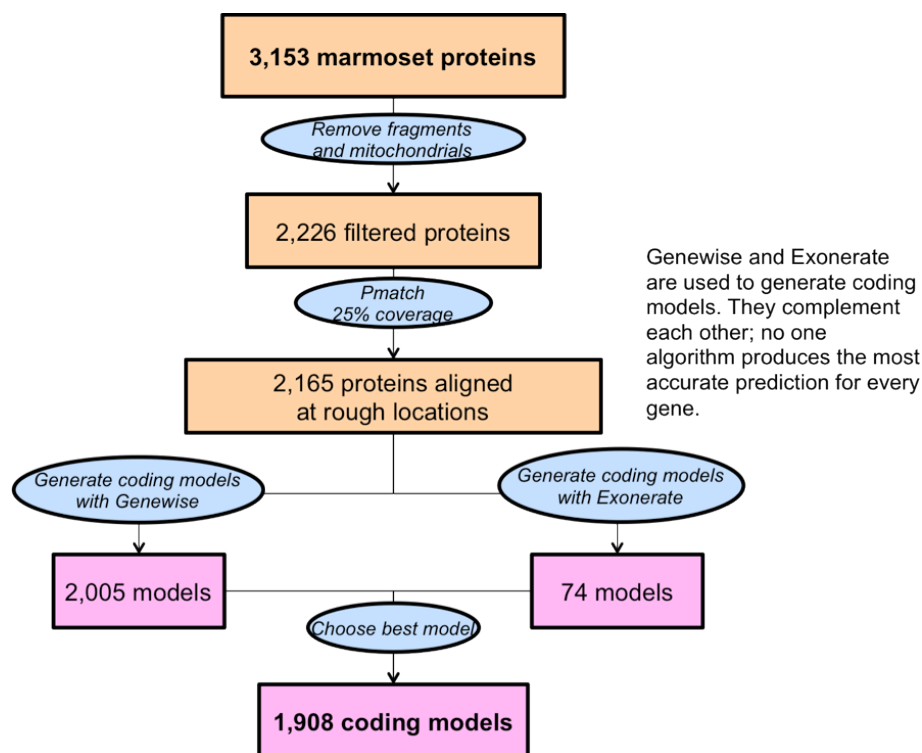 3,153 marmoset proteins
Remove fragments
and mitochondrials
2,226 filtered proteins
Pmatch
25% coverage
Genewise and Exonerate
are used to generate coding
models. They complement
each other; no one
algorithm produces the most
accurate prediction for every
gene.
2,165 proteins aligned
at rough locations
Generate coding models
with Genewise
Generate coding models
with Exonerate
2,005 models
74 models
Choose best model
1,908 coding models